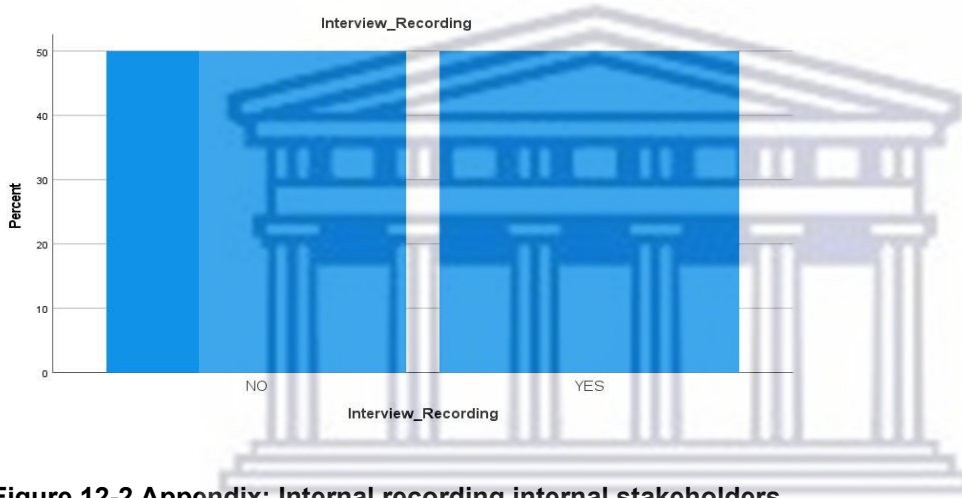 Interview_Recording
Percent
50
40
30
20
10
0
NO
YES
Interview_Recording
Figure 12-2 Appendix: Internal recording internal stakeholders